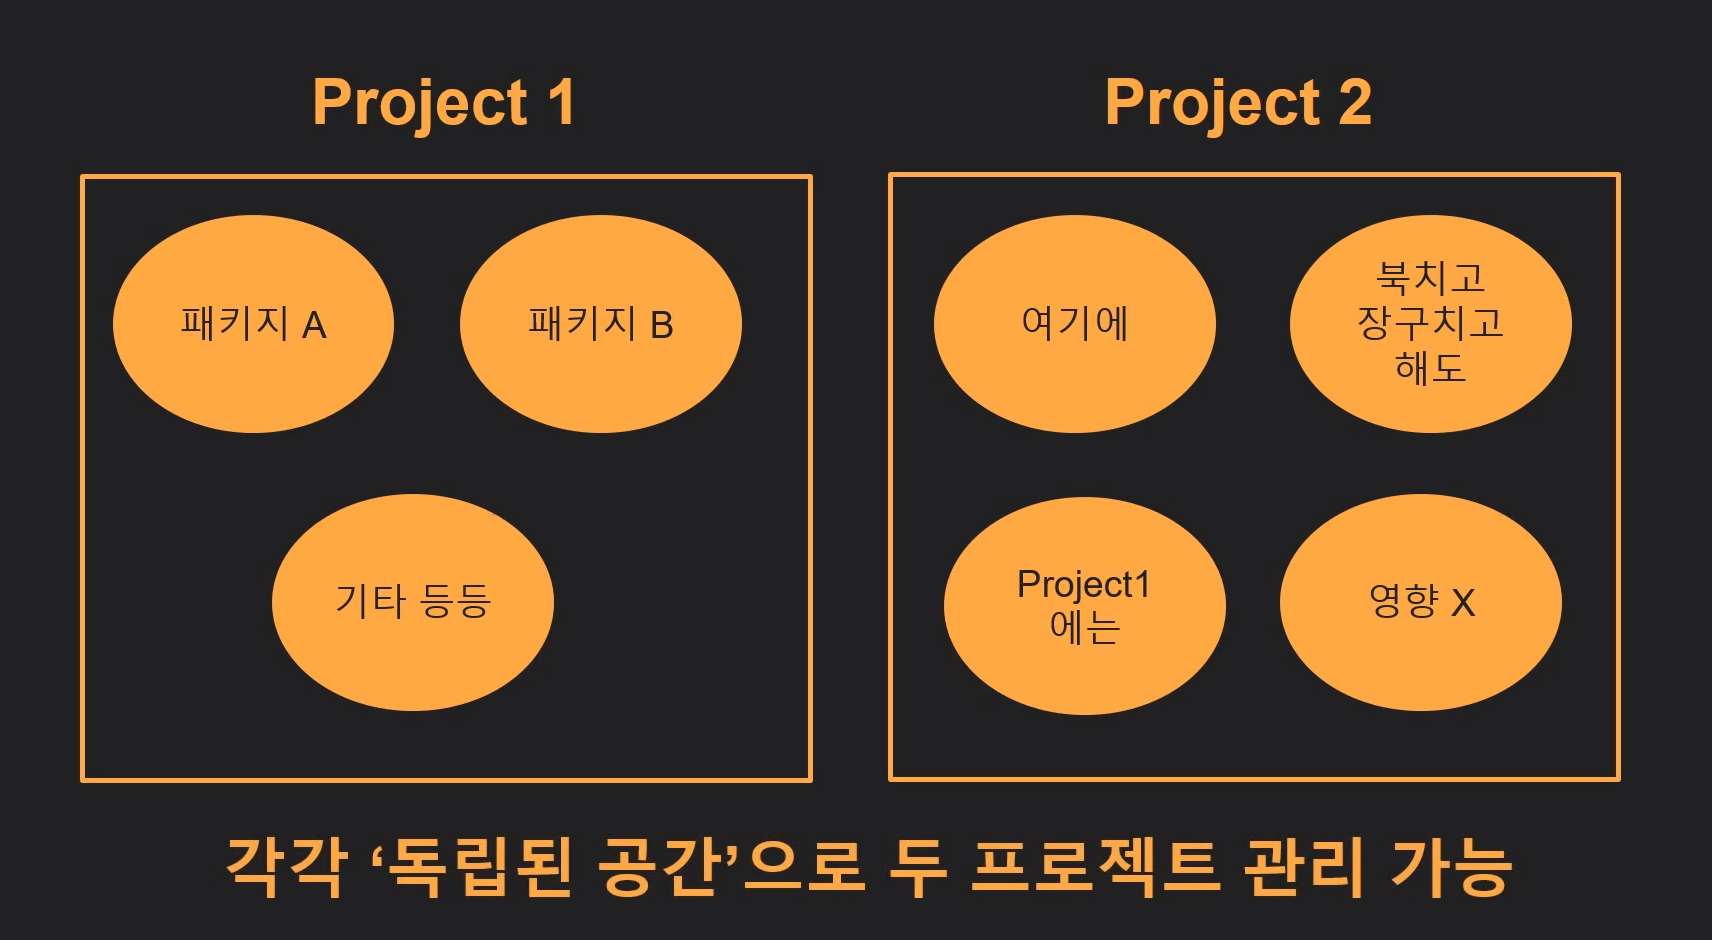 Project 1
패키지 A
패키지 B
기타 등등
Project 2
여기에
북치고
장구치고
해도
Project1
에는
영향 X
각각 ‘독립된 공간’으로 두 프로젝트 관리 가능